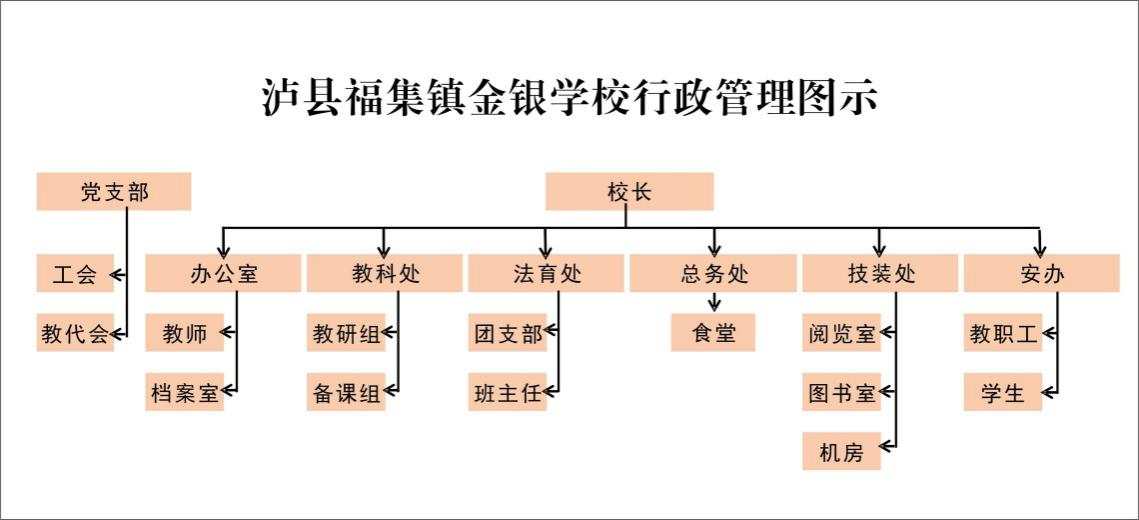 泸县福集镇金银学校行政管理图示
党支部
校长
工会
办公室
教科处
法育处
总务处
技装处
安办
教代会
教师
教研组
团支部
食堂
阅览室
教职工
档案室
备课组
班主任
图书室
学生
机房